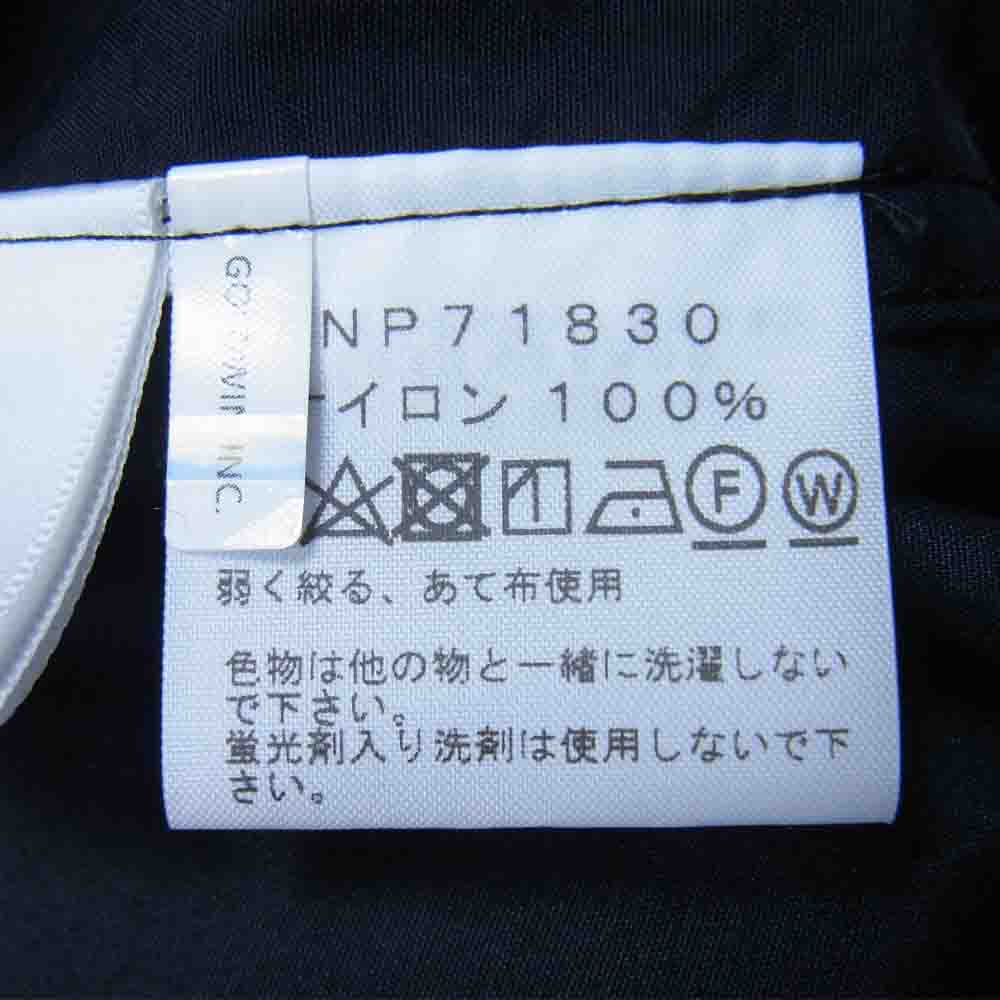 NP71830
イロン 100%
F W
弱く絞る、あて布使用
色物は他の物と一緒に洗濯しない
で下さい。
蛍光剤入り洗剤は使用しないで下
さい。
INC.